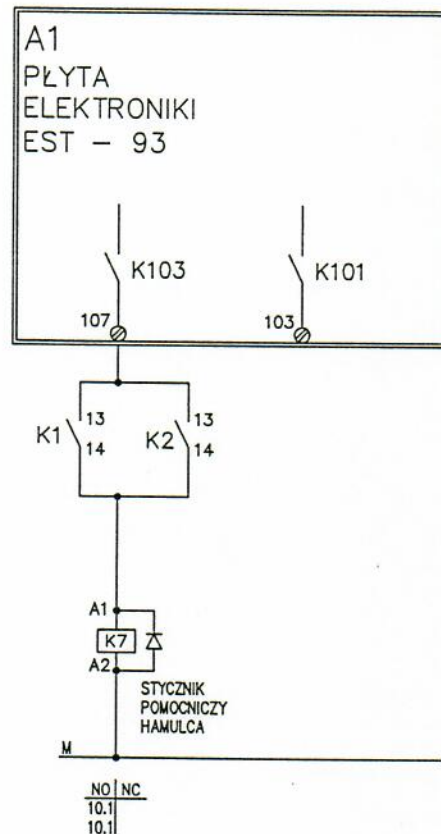 A1
PŁYTA
ELEKTRONIKI
EST – 93
K103
K101
107
103
K1
13
14
K2
13
14
A1
K7
A2
STYCZNIK
POMOCNICZY
HAMULCA
M
NO NC
10.1
10.1